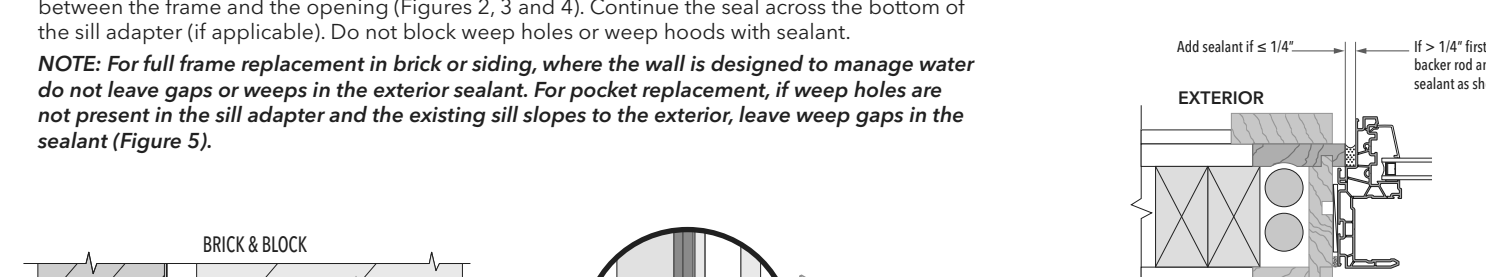 between the frame and the opening (Figures 2, 3 and 4). Continue the seal across the bottom of
the sill adapter (if applicable). Do not block weep holes or weep hoods with sealant.
NOTE: For full frame replacement in brick or siding, where the wall is designed to manage water
do not leave gaps or weeps in the exterior sealant. For pocket replacement, if weep holes are
not present in the sill adapter and the existing sill slopes to the exterior, leave weep gaps in the
sealant (Figure 5).
BRICK & BLOCK
Add sealant if ≤ 1/4”
If > 1/4” first
backer rod
sealant as
EXTERIOR